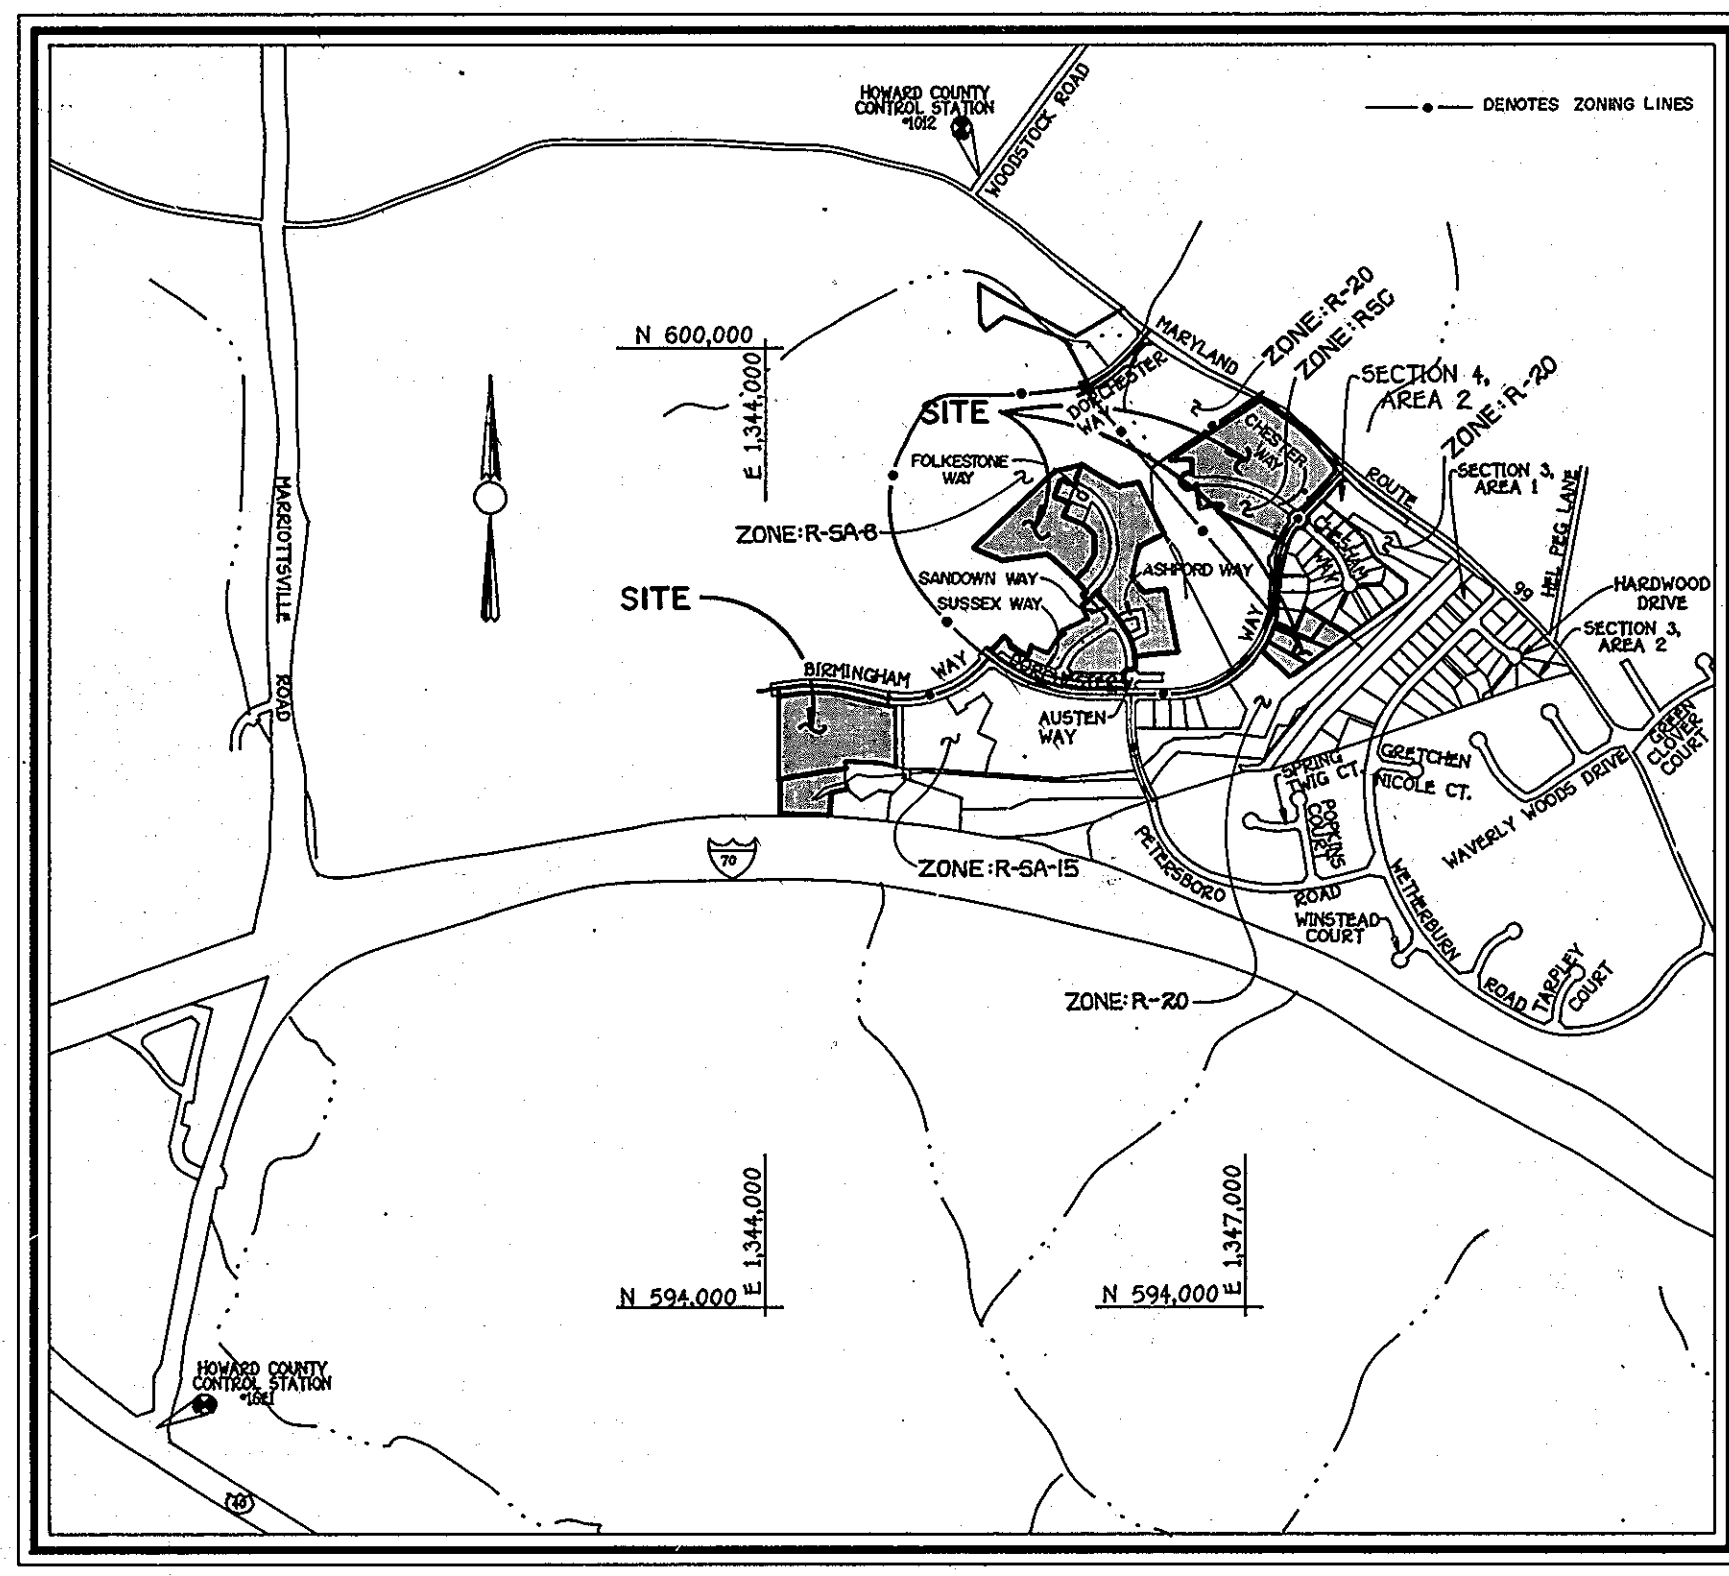 HOWARD COUNTY
CONTROL STATION
#1012
WOODSTOCK ROAD
DENOTES ZONING LINES
N 600,000
E 1,344,000
MARYLAND
ZONE:R-20
ZONE:RSC
DORCHESTER
WAY
SITE
SECTION 4,
AREA 2
ZONE:R-20
CHESTER
WAY
FOLKESTONE
WAY
ROUTE
SECTION 3,
AREA 1
MARRIOTTSVILLE
ROAD
ZONE:R-SA-8
CHESHAM
WAY
99
LANE
SANDOWN WAY
ASHFORD WAY
HARDWOOD
DRIVE
SITE
SUSSEX WAY
WAY
SECTION 3,
AREA 2
BIRMINGHAM
WAY
DORCHESTER
AUSTEN
WAY
GREEN
CLOVER
COURT
SPRING
TWIG CT.
GRETCHEN
NICOLE CT.
WAVERLY WOODS DRIVE
POPKINS
COURT
70
ZONE:R-SA-15
PETERSBORO
ROAD
WETHERBURN
ROAD
WINSTEAD
COURT
TARPLEY
COURT
ZONE:R-20
E 1,344,000
N 594,000
E 1,347,000
N 594,000
HOWARD COUNTY
CONTROL STATION
40